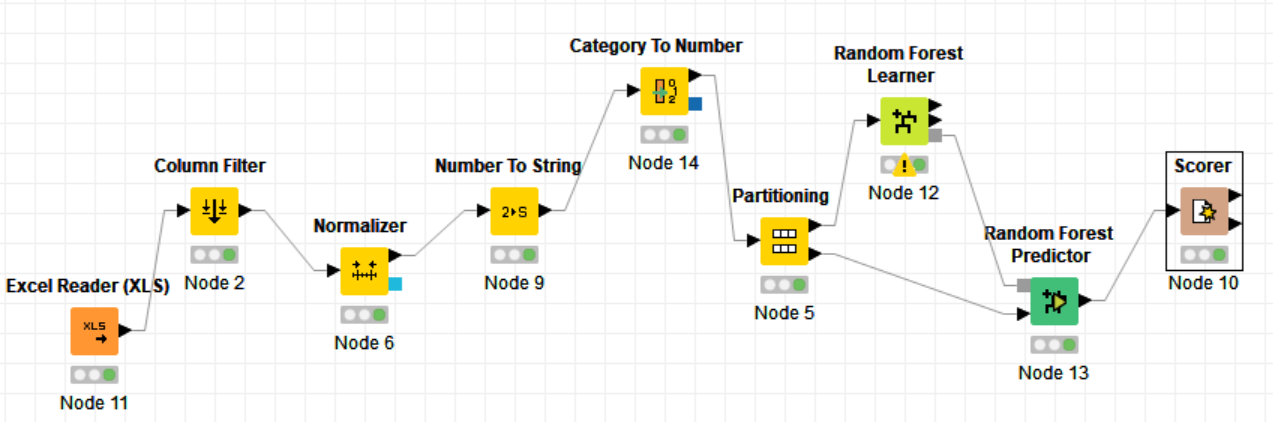 Category To Number
Node 14
Random Forest
Learner
Node 12
Column Filter
Node 2
Number To String
2▸S
Node 9
Partitioning
Node 5
Scorer
Node 10
Normalizer
Node 6
Random Forest
Predictor
Node 13
Excel Reader (XLS)
XLS
Node 11